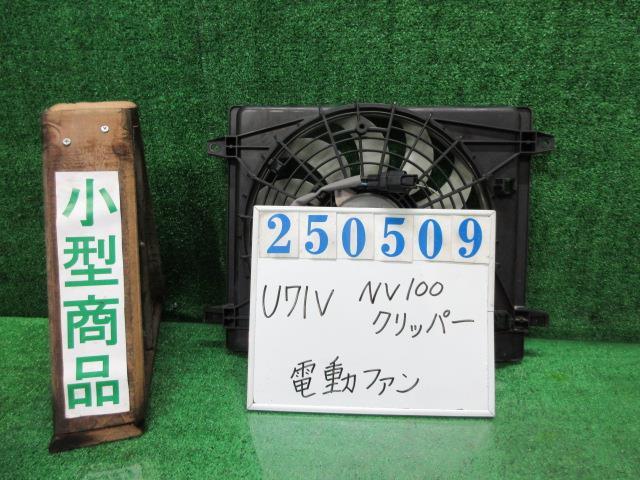 小型商品
250509
U71V NV100
クリッパー
電動ファン